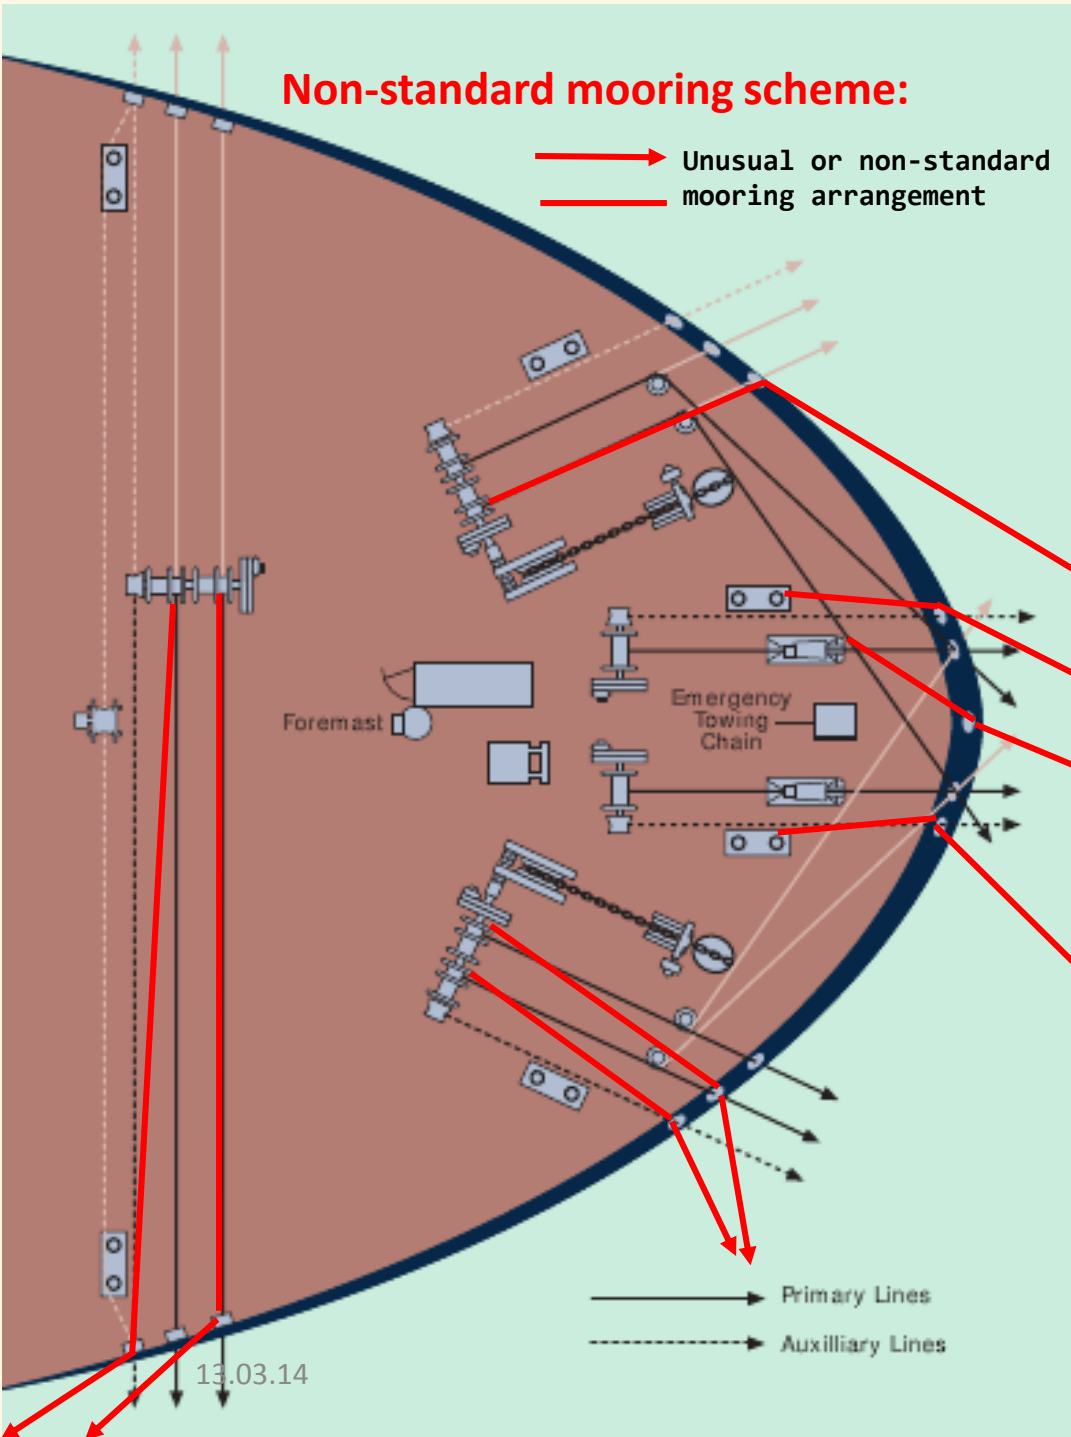 Non-standard mooring scheme:
Unusual or non-standard
mooring arrangement
Foremast
Emergency
Towing
Chain
Primary Lines
Auxilliary Lines
13.03.14